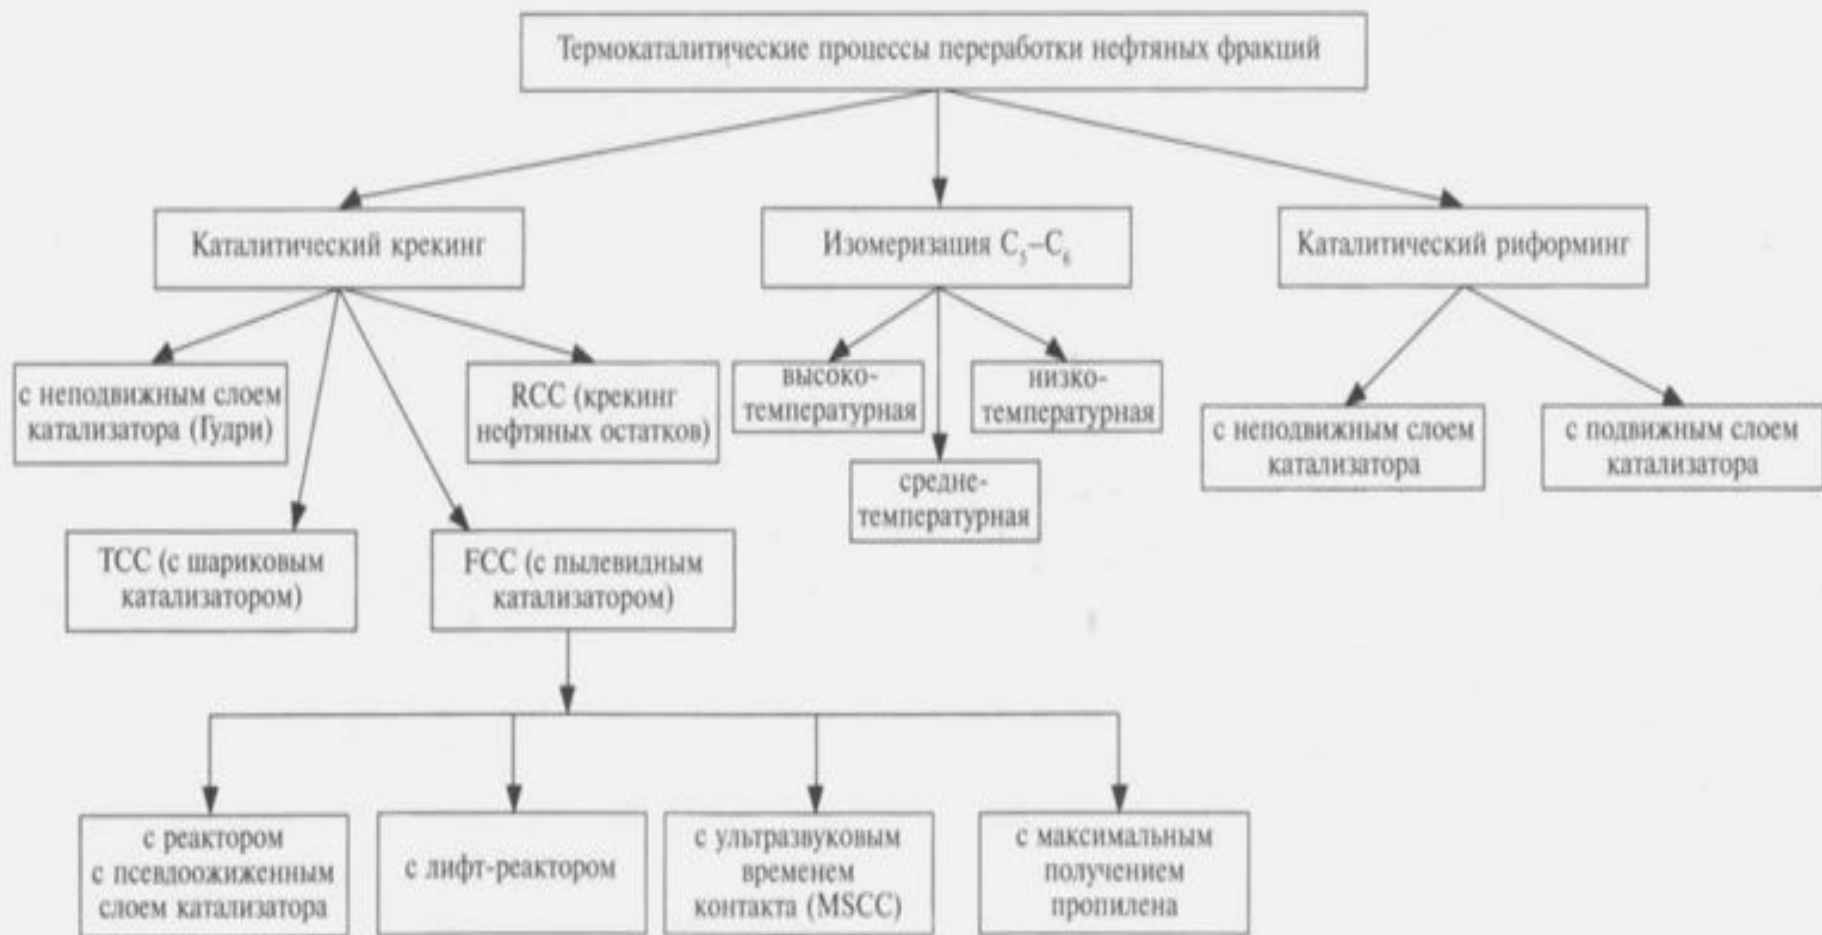 Термокаталитические процессы переработки нефтяных фракций
Каталитический крекинг
Изомеризация C₅–C₆
Каталитический риформинг
с неподвижным слоем
катализатора (Гудри)
RCC (крекинг
нефтяных остатков)
высоко-
температурная
низко-
температурная
средне-
температурная
с неподвижным слоем
катализатора
с подвижным слоем
катализатора
TCC (с шариковым
катализатором)
FCC (с пылевидным
катализатором)
с реактором
с псевдоожиженным
слоем катализатора
с лифт-реактором
с ультразвуковым
временем
контакта (MSCC)
с максимальным
получением
пропилена